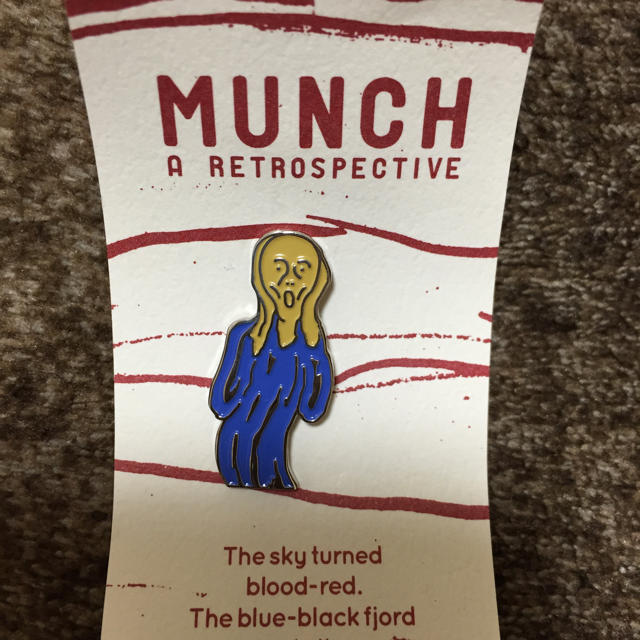 MUNCH
A RETROSPECTIVE
The sky turned
blood-red.
The blue-black fjord